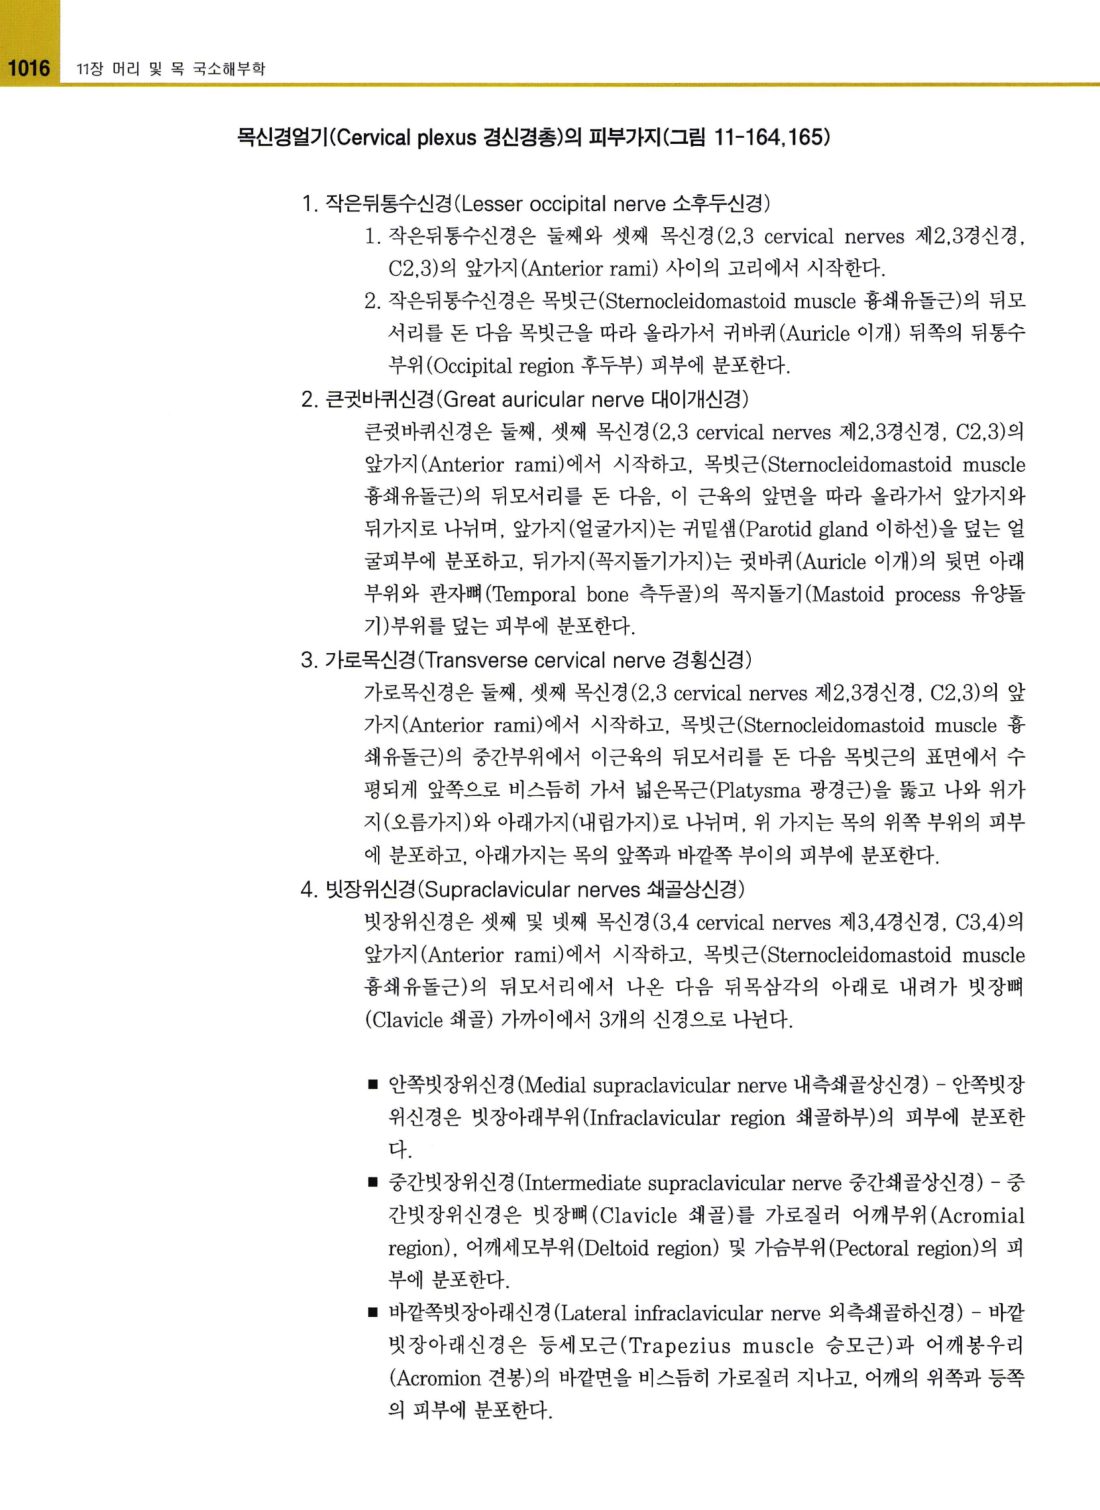 1016 11장 머리 및 목 국소해부학
목신경얼기(Cervical plexus 경신경총)의 피부가지(그림 11-164,165)
1. 작은뒤통수신경(Lesser occipital nerve 소후두신경)
1. 작은뒤통수신경은 둘째와 셋째 목신경(2,3 cervical nerves 제2,3경신경,
C2,3)의 앞가지(Anterior rami) 사이의 고리에서 시작한다.
2. 작은뒤통수신경은 목빗근(Sternocleidomastoid muscle 흉쇄유돌근)의 뒤모
서리를 돈 다음 목빗근을 따라 올라가서 귀바퀴(Auricle 이개) 뒤쪽의 뒤통수
부위(Occipital region 후두부) 피부에 분포한다.
2. 큰귓바퀴신경(Great auricular nerve 대이개신경)
큰귓바퀴신경은 둘째, 셋째 목신경(2,3 cervical nerves 제2,3경신경, C2,3)의
앞가지(Anterior rami)에서 시작하고, 목빗근(Sternocleidomastoid muscle
흉쇄유돌근)의 뒤모서리를 돈 다음, 이 근육의 앞면을 따라 올라가서 앞가지와
뒤가지로 나뉘며, 앞가지(얼굴가지)는 귀밑샘(Parotid gland 이하선)을 덮는 얼
굴피부에 분포하고, 뒤가지(꼭지돌기가지)는 귓바퀴(Auricle 이개)의 뒷면 아래
부위와 관자뼈(Temporal bone 측두골)의 꼭지돌기(Mastoid process 유양돌
기)부위를 덮는 피부에 분포한다.
3. 가로목신경(Transverse cervical nerve 경횡신경)
가로목신경은 둘째, 셋째 목신경(2,3 cervical nerves 제2,3경신경, C2,3)의 앞
가지(Anterior rami)에서 시작하고, 목빗근(Sternocleidomastoid muscle 흉
쇄유돌근)의 중간부위에서 이근육의 뒤모서리를 돈 다음 목빗근의 표면에서 수
평되게 앞쪽으로 비스듬히 가서 넓은목근(Platysma 광경근)을 뚫고 나와 위가
지(오름가지)와 아래가지(내림가지)로 나뉘며, 위 가지는 목의 위쪽 부위의 피부
에 분포하고, 아래가지는 목의 앞쪽과 바깥쪽 부이의 피부에 분포한다.
4. 빗장위신경(Supraclavicular nerves 쇄골상신경)
빗장위신경은 셋째 및 넷째 목신경(3,4 cervical nerves 제3,4경신경, C3,4)의
앞가지(Anterior rami)에서 시작하고, 목빗근(Sternocleidomastoid muscle
흉쇄유돌근)의 뒤모서리에서 나온 다음 뒤목삼각의 아래로 내려가 빗장뼈
(Clavicle 쇄골) 가까이에서 3개의 신경으로 나뉜다.
■ 안쪽빗장위신경(Medial supraclavicular nerve 내측쇄골상신경) – 안쪽빗장
위신경은 빗장아래부위(Infraclavicular region 쇄골하부)의 피부에 분포한
다.
■ 중간빗장위신경(Intermediate supraclavicular nerve 중간쇄골상신경) – 중
간빗장위신경은 빗장뼈(Clavicle 쇄골)를 가로질러 어깨부위(Acromial
region), 어깨세모부위(Deltoid region) 및 가슴부위(Pectoral region)의 피
부에 분포한다.
■ 바깥쪽빗장아래신경(Lateral infraclavicular nerve 외측쇄골하신경) – 바깥
빗장아래신경은 등세모근(Trapezius muscle 승모근)과 어깨봉우리
(Acromion 견봉)의 바깥면을 비스듬히 가로질러 지나고, 어깨의 위쪽과 등쪽
의 피부에 분포한다.